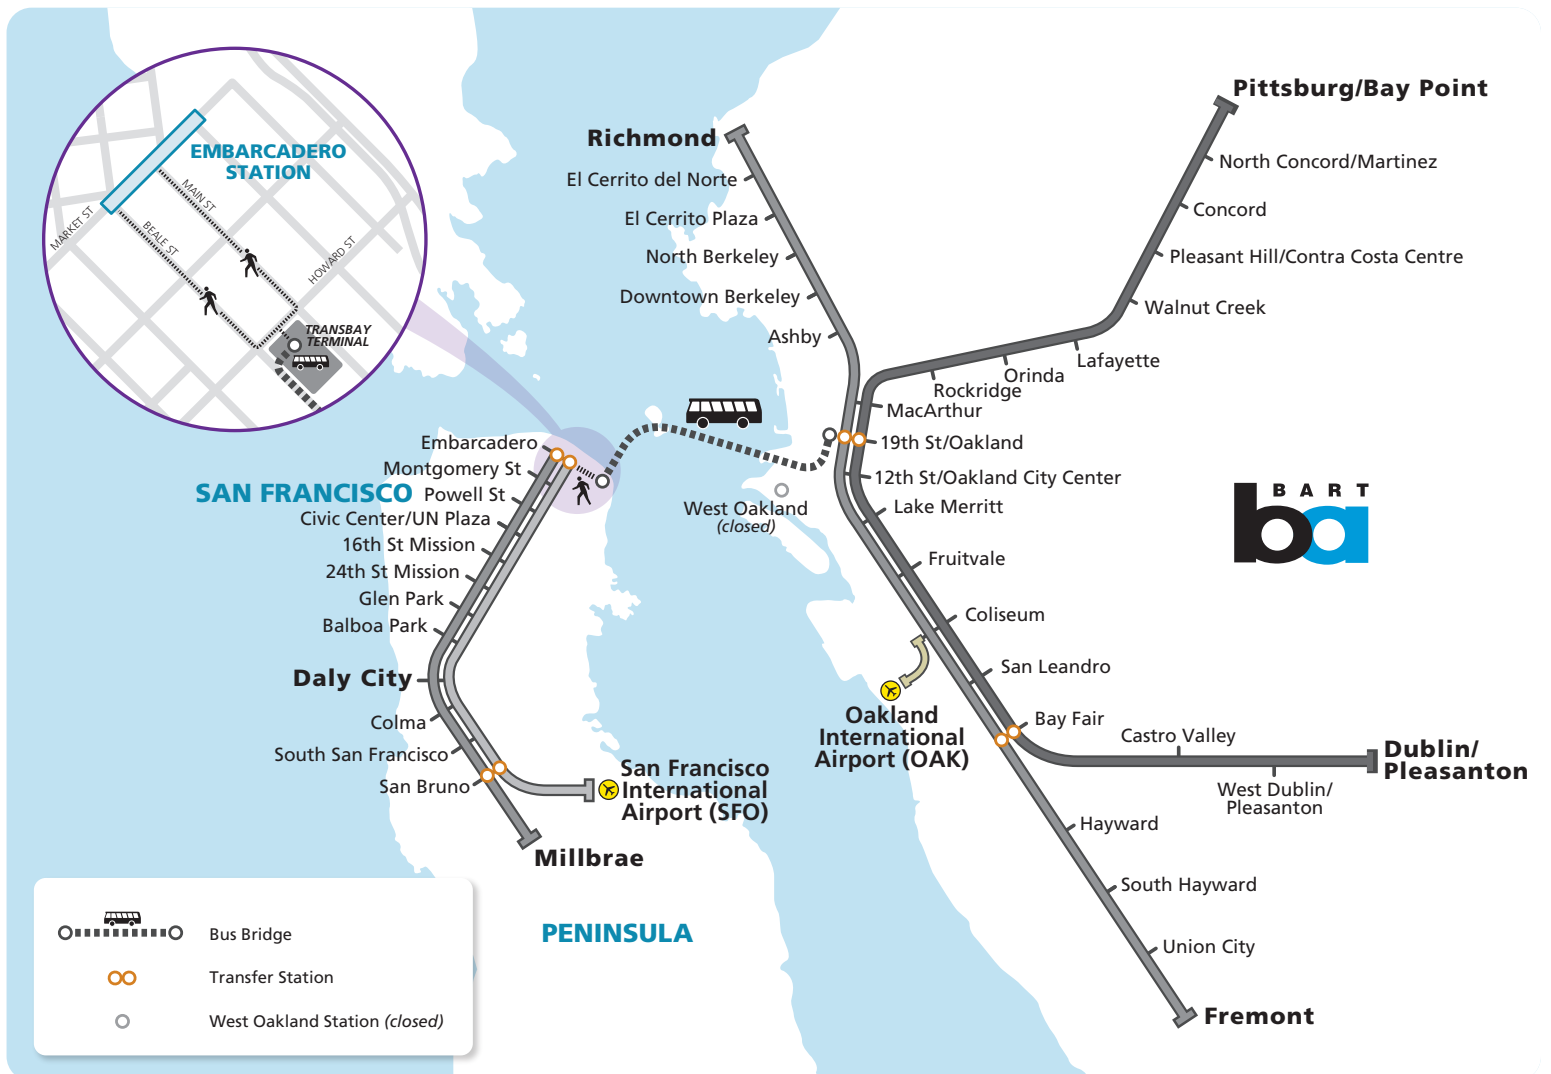 EMBARCADERO
STATION
MARKET ST
BEALE ST
MAIN ST
HOWARD ST
TRANSBAY
TERMINAL
Richmond
El Cerrito del Norte
El Cerrito Plaza
North Berkeley
Downtown Berkeley
Ashby
Pittsburg/Bay Point
North Concord/Martinez
Concord
Pleasant Hill/Contra Costa Centre
Walnut Creek
Lafayette
Orinda
Rockridge
MacArthur
19th St/Oakland
12th St/Oakland City Center
Lake Merritt
Fruitvale
Coliseum
San Leandro
Bay Fair
Castro Valley
West Dublin/
Pleasanton
Dublin/
Pleasanton
Hayward
South Hayward
Union City
Fremont
West Oakland
(closed)
Oakland
International
Airport (OAK)
BART
ba
Embarcadero
Montgomery St
SAN FRANCISCO
Powell St
Civic Center/UN Plaza
16th St Mission
24th St Mission
Glen Park
Balboa Park
Daly City
Colma
South San Francisco
San Bruno
San Francisco
International
Airport (SFO)
Millbrae
PENINSULA
Bus Bridge
Transfer Station
West Oakland Station (closed)